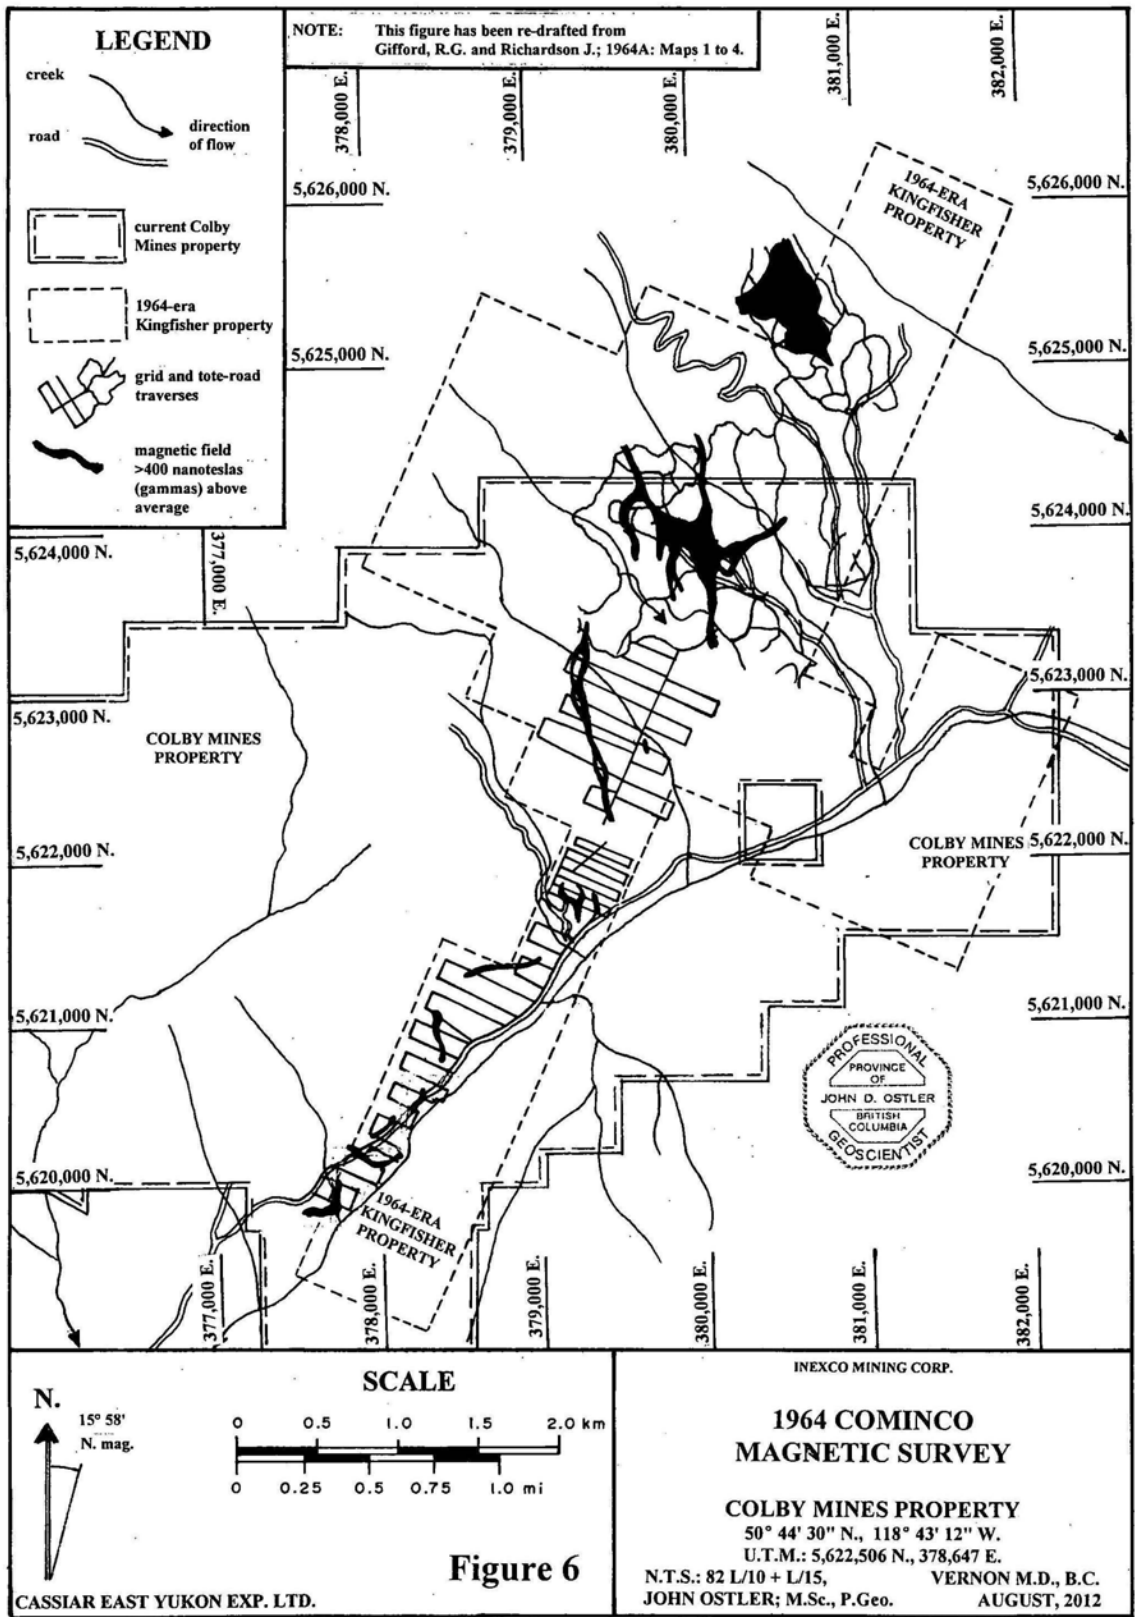 LEGEND
creek
direction
of flow
road
current Colby
Mines property
1964-era
Kingfisher property
grid and tote-road
traverses
magnetic field
>400 nanoteslas
(gammas) above
average
NOTE: This figure has been re-drafted from
Gifford, R.G. and Richardson J.; 1964A: Maps 1 to 4.
378,000 E.
379,000 E.
380,000 E.
381,000 E.
382,000 E.
5,626,000 N.
5,626,000 N.
1964-ERA
KINGFISHER
PROPERTY
5,625,000 N.
5,625,000 N.
5,624,000 N.
5,624,000 N.
377,000 E.
5,623,000 N.
5,623,000 N.
COLBY MINES
PROPERTY
5,622,000 N.
5,622,000 N.
COLBY MINES
PROPERTY
5,621,000 N.
5,621,000 N.
PROFESSIONAL
PROVINCE
OF
JOHN D. OSTLER
BRITISH
COLUMBIA
GEOSCIENTIST
5,620,000 N.
5,620,000 N.
1964-ERA
KINGFISHER
PROPERTY
377,000 E.
378,000 E.
379,000 E.
380,000 E.
381,000 E.
382,000 E.
N.
15° 58'
N. mag.
SCALE
0 0.5 1.0 1.5 2.0 km
0 0.25 0.5 0.75 1.0 mi
Figure 6
CASSIAR EAST YUKON EXP. LTD.
INEXCO MINING CORP.
1964 COMINCO
MAGNETIC SURVEY
COLBY MINES PROPERTY
50° 44' 30" N., 118° 43' 12" W.
U.T.M.: 5,622,506 N., 378,647 E.
N.T.S.: 82 L/10 + L/15, VERNON M.D., B.C.
JOHN OSTLER; M.Sc., P.Geo. AUGUST, 2012